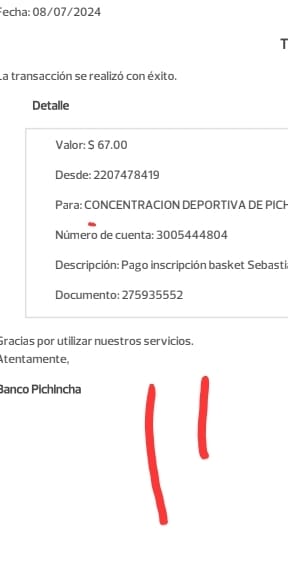 Fecha: 08/07/2024
T
La transacción se realizó con éxito.
Detalle
Valor: $ 67.00
Desde: 2207478419
Para: CONCENTRACION DEPORTIVA DE PICH
Número de cuenta: 3005444804
Descripción: Pago inscripción basket Sebasti
Documento: 275935552
Gracias por utilizar nuestros servicios.
Atentamente,
Banco Pichincha